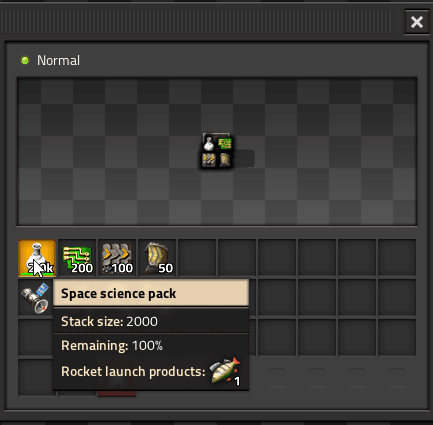 Normal
200
100
50
Space science pack
Stack size: 2000
Remaining: 100%
Rocket launch products:
1